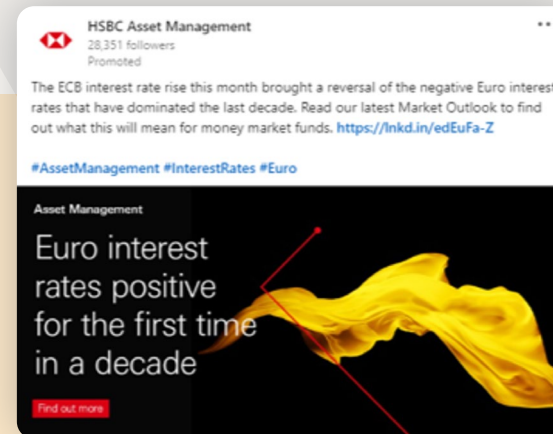 HSBC Asset Management
28,351 followers
Promoted
The ECB interest rate rise this month brought a reversal of the negative Euro interest
rates that have dominated the last decade. Read our latest Market Outlook to find
out what this will mean for money market funds. https://lnkd.in/edEuFa-Z
#AssetManagement #InterestRates #Euro
Asset Management
Euro interest
rates positive
for the first time
in a decade
Find out more